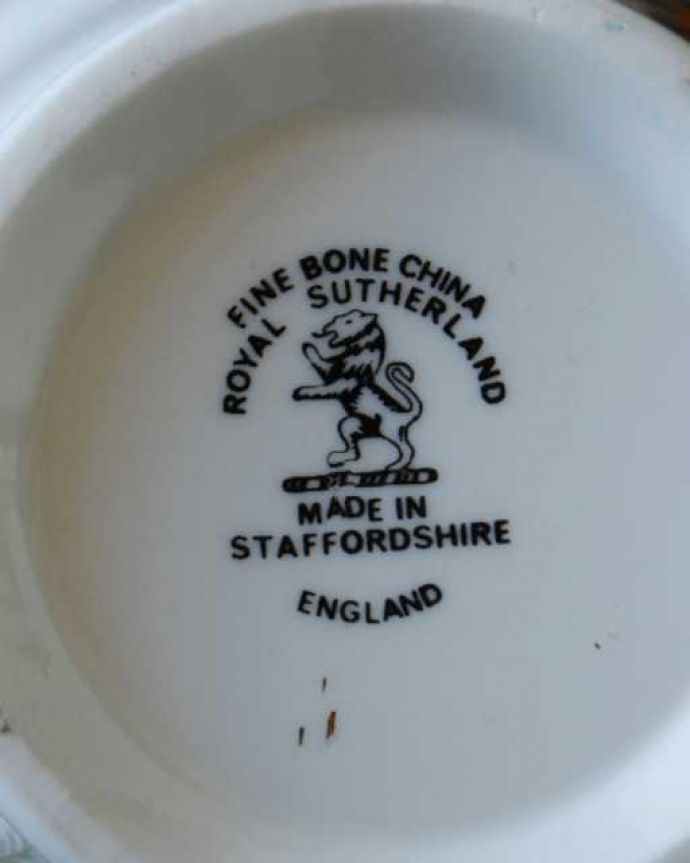 FINE BONE CHINA
ROYAL SUTHERLAND
MADE IN
STAFFORDSHIRE
ENGLAND